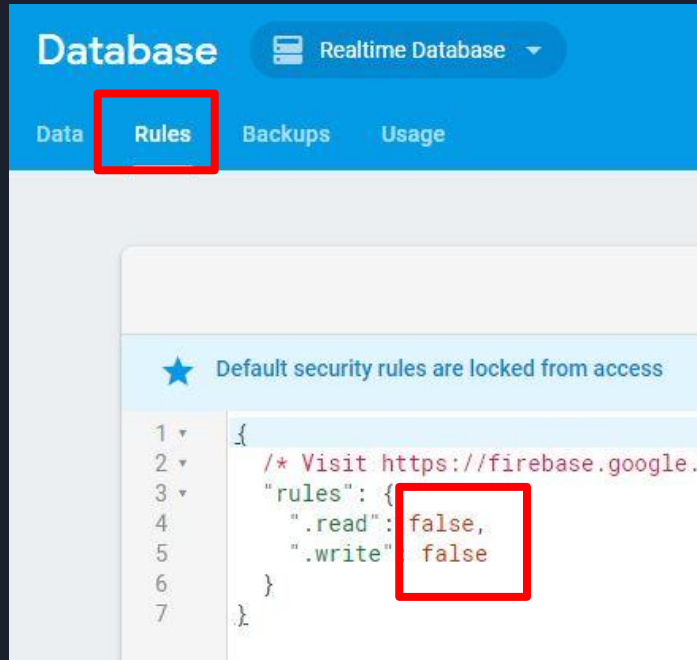 Database Realtime Database
Data Rules Backups Usage
Default security rules are locked from access
1 {
2 /* Visit https://firebase.google.
3 "rules": {
4 ".read": false,
5 ".write": false
6 }
7 }